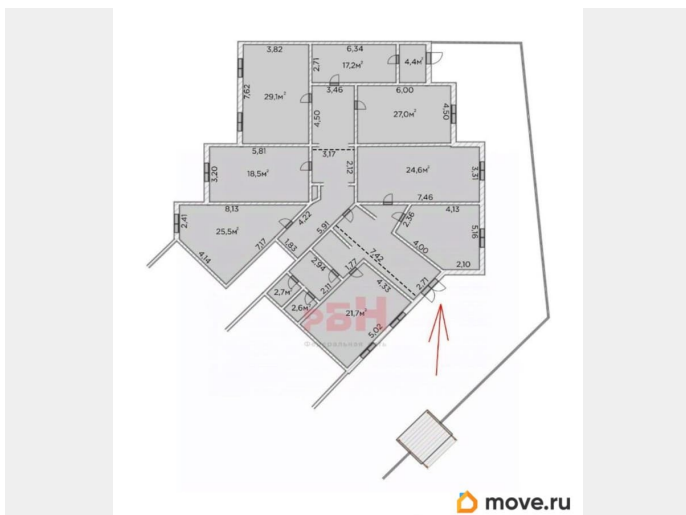 3,82
6,34
2,71
17,2м²
4,4м²
7,62
29,1м²
3,46
4,50
6,00
27,0м²
4,50
5,81
3,20
18,5м²
3,17
2,12
24,6м²
3,31
7,46
8,13
2,41
25,5м²
4,14
7,17
4,22
1,83
5,91
2,36
4,13
5,16
4,00
2,10
7,42
2,94
1,77
2,7м²
2,11
2,6м²
4,33
2,71
21,7м²
5,02
РБН
Федеральная сеть
move.ru